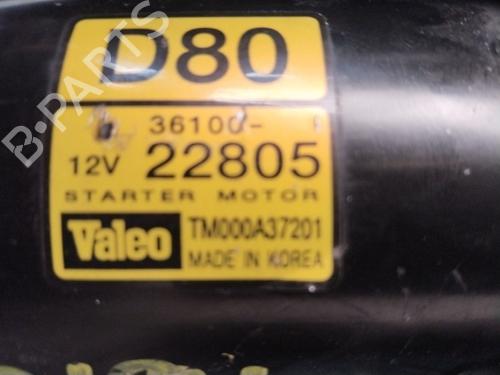 D80
36100-
12V 22805
STARTER MOTOR
Valeo TM000A37201
MADE IN KOREA
B-PARTS